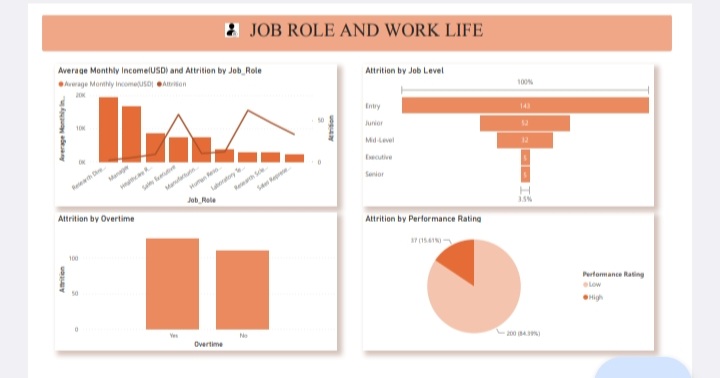 JOB ROLE AND WORK LIFE
Average Monthly Income(USD) and Attrition by Job_Role
Average Monthly Income(USD) Attrition
20K
10K
0K
Average Monthly In...
50
0
Attrition
Research Dire...
Manager
Healthcare R...
Sales Executive
Manufacturin...
Human Reso...
Laboratory Te...
Research Scie...
Sales Represe...
Job_Role
Attrition by Job Level
100%
Entry 143
Junior 52
Mid-Level 32
Executive 5
Senior 5
3.5%
Attrition by Overtime
100
50
0
Attrition
Yes No
Overtime
Attrition by Performance Rating
37 (15.61%)
200 (84.39%)
Performance Rating
Low
High